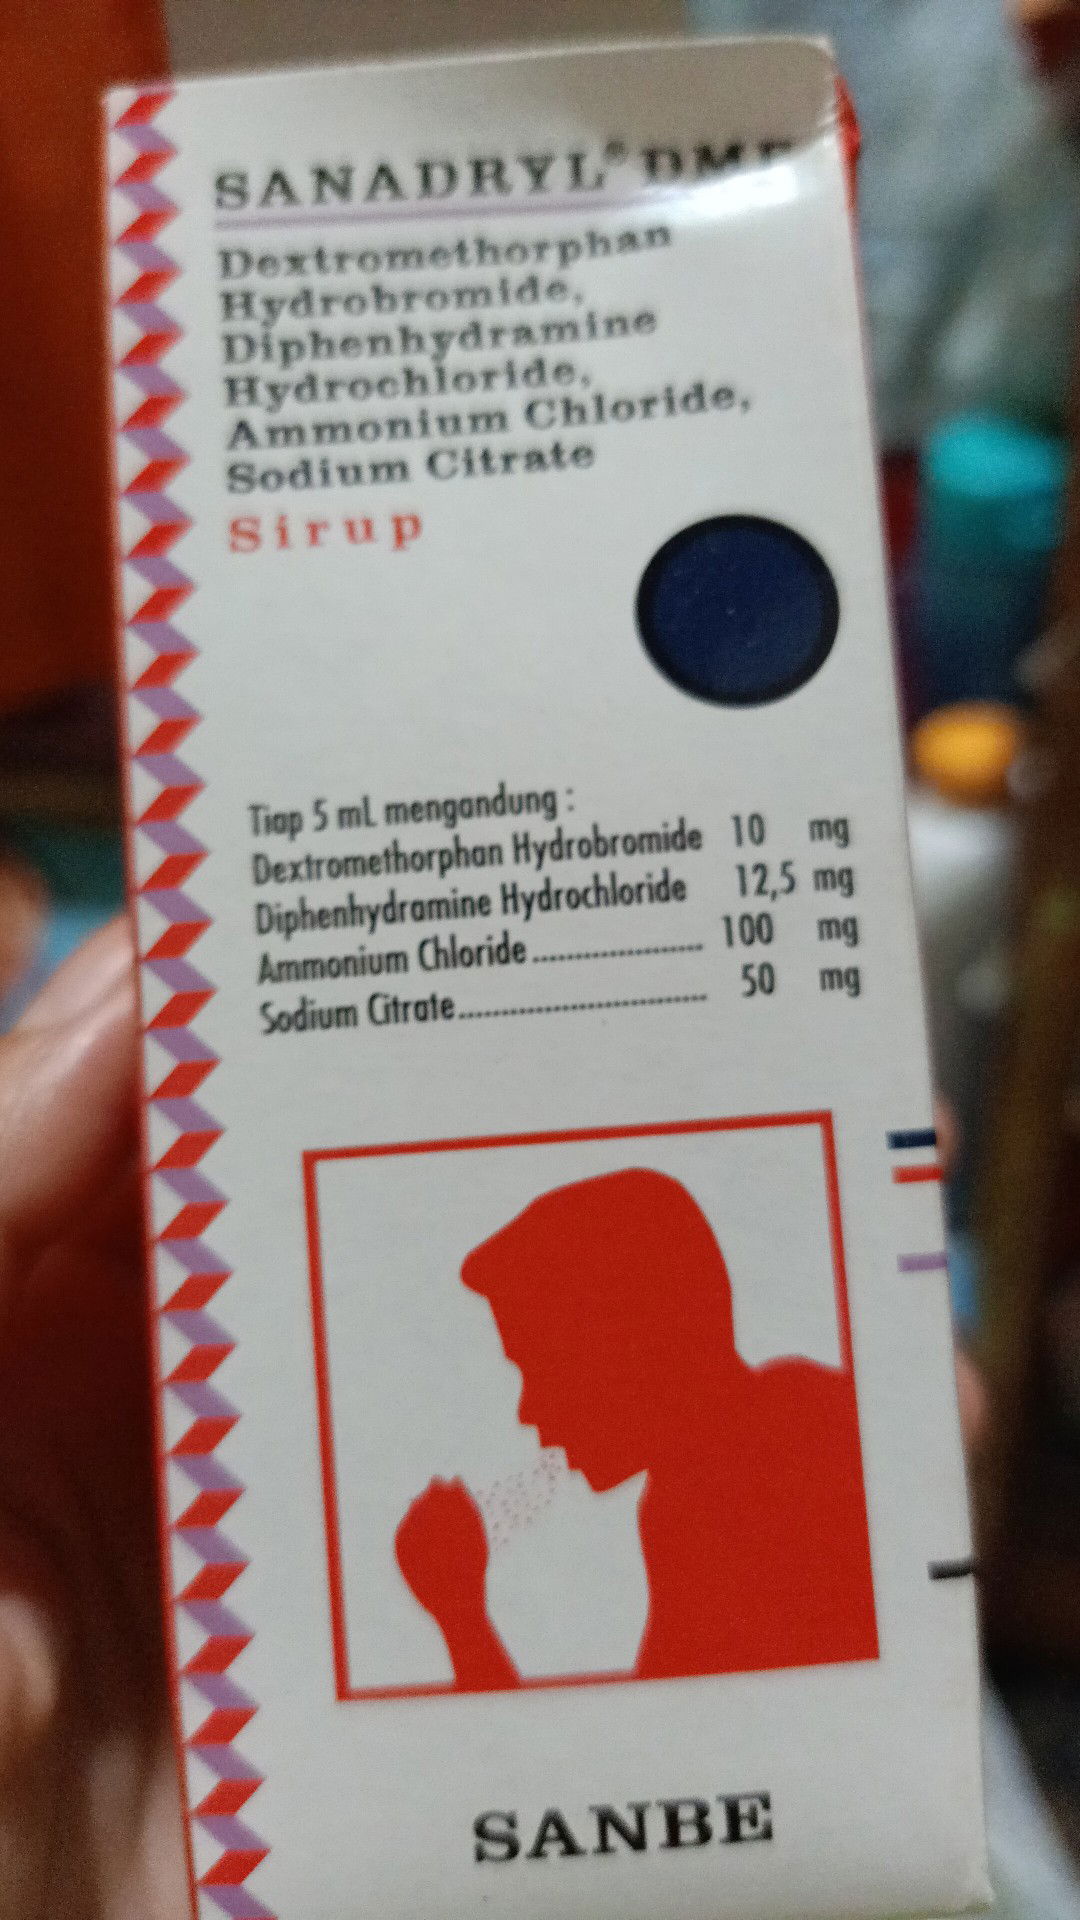 SANADRYL® DMP
Dextromethorphan
Hydrobromide,
Diphenhydramine
Hydrochloride,
Ammonium Chloride,
Sodium Citrate
Sirup
Tiap 5 mL mengandung :
Dextromethorphan Hydrobromide 10 mg
Diphenhydramine Hydrochloride 12,5 mg
Ammonium Chloride.................... 100 mg
Sodium Citrate............................. 50 mg
SANBE